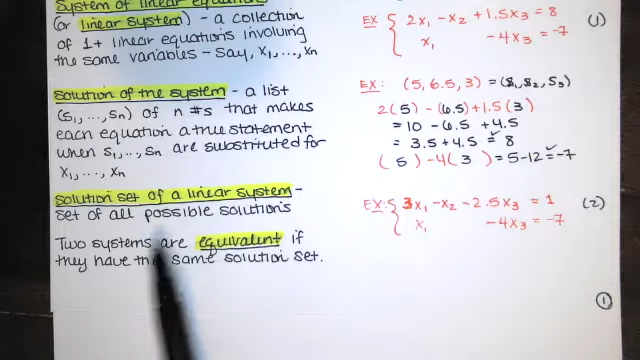 System of linear equations
(or linear system) - a collection
of 1+ linear equations involving
the same variables - say, x₁, ..., xₙ
EX: { 2x₁ - x₂ + 1.5x₃ = 8
x₁ - 4x₃ = -7
(1)
solution of the system - a list
(s₁, ..., sₙ) of n #s that makes
each equation a true statement
when s₁, ..., sₙ are substituted for
x₁, ..., xₙ
EX: (5, 6.5, 3) = (s₁, s₂, s₃)
2(5) - (6.5) + 1.5(3)
= 10 - 6.5 + 4.5
= 3.5 + 4.5 = 8 ✓
(5) - 4(3) = 5 - 12 = -7 ✓
solution set of a linear system -
set of all possible solutions
Two systems are equivalent if
they have the same solution set.
EX: { 3x₁ - x₂ - 2.5x₃ = 1
x₁ - 4x₃ = -7
(2)
1